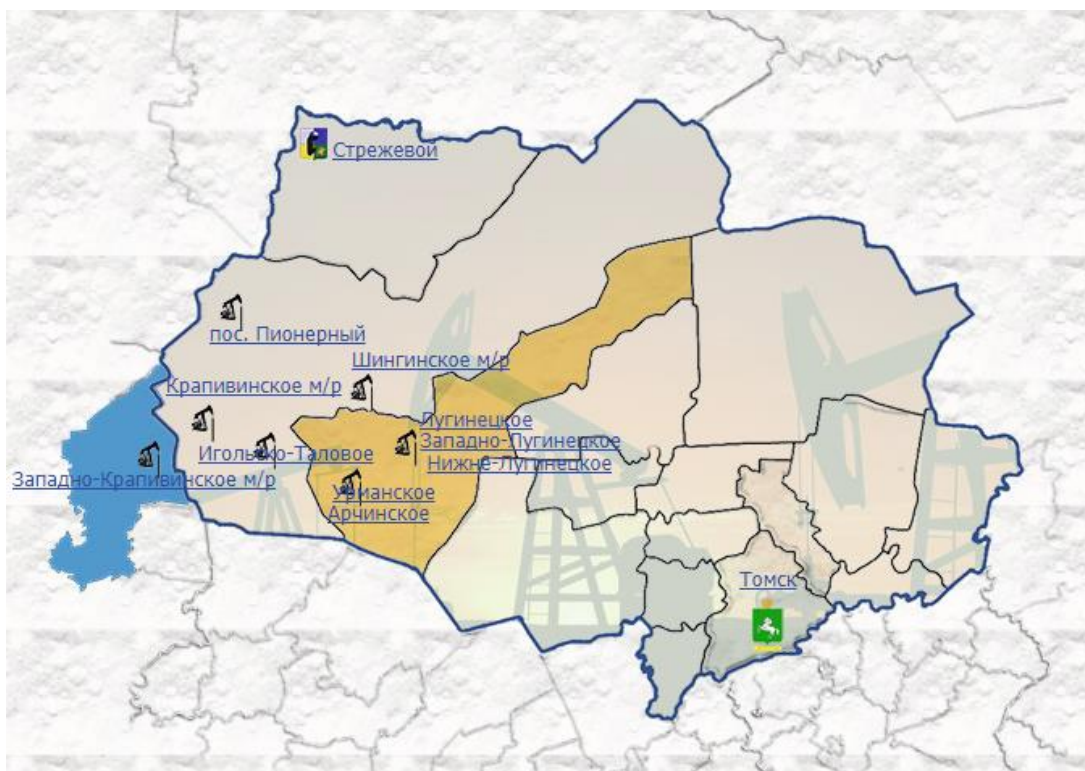 Стрежевой
пос. Пионерный
Шингинское м/р
Крапивинское м/р
Лугинецкое
Западно-Лугинецкое
Игольско-Таловое
Нижне-Лугинецкое
Западно-Крапивинское м/р
Урманское
Арчинское
Томск